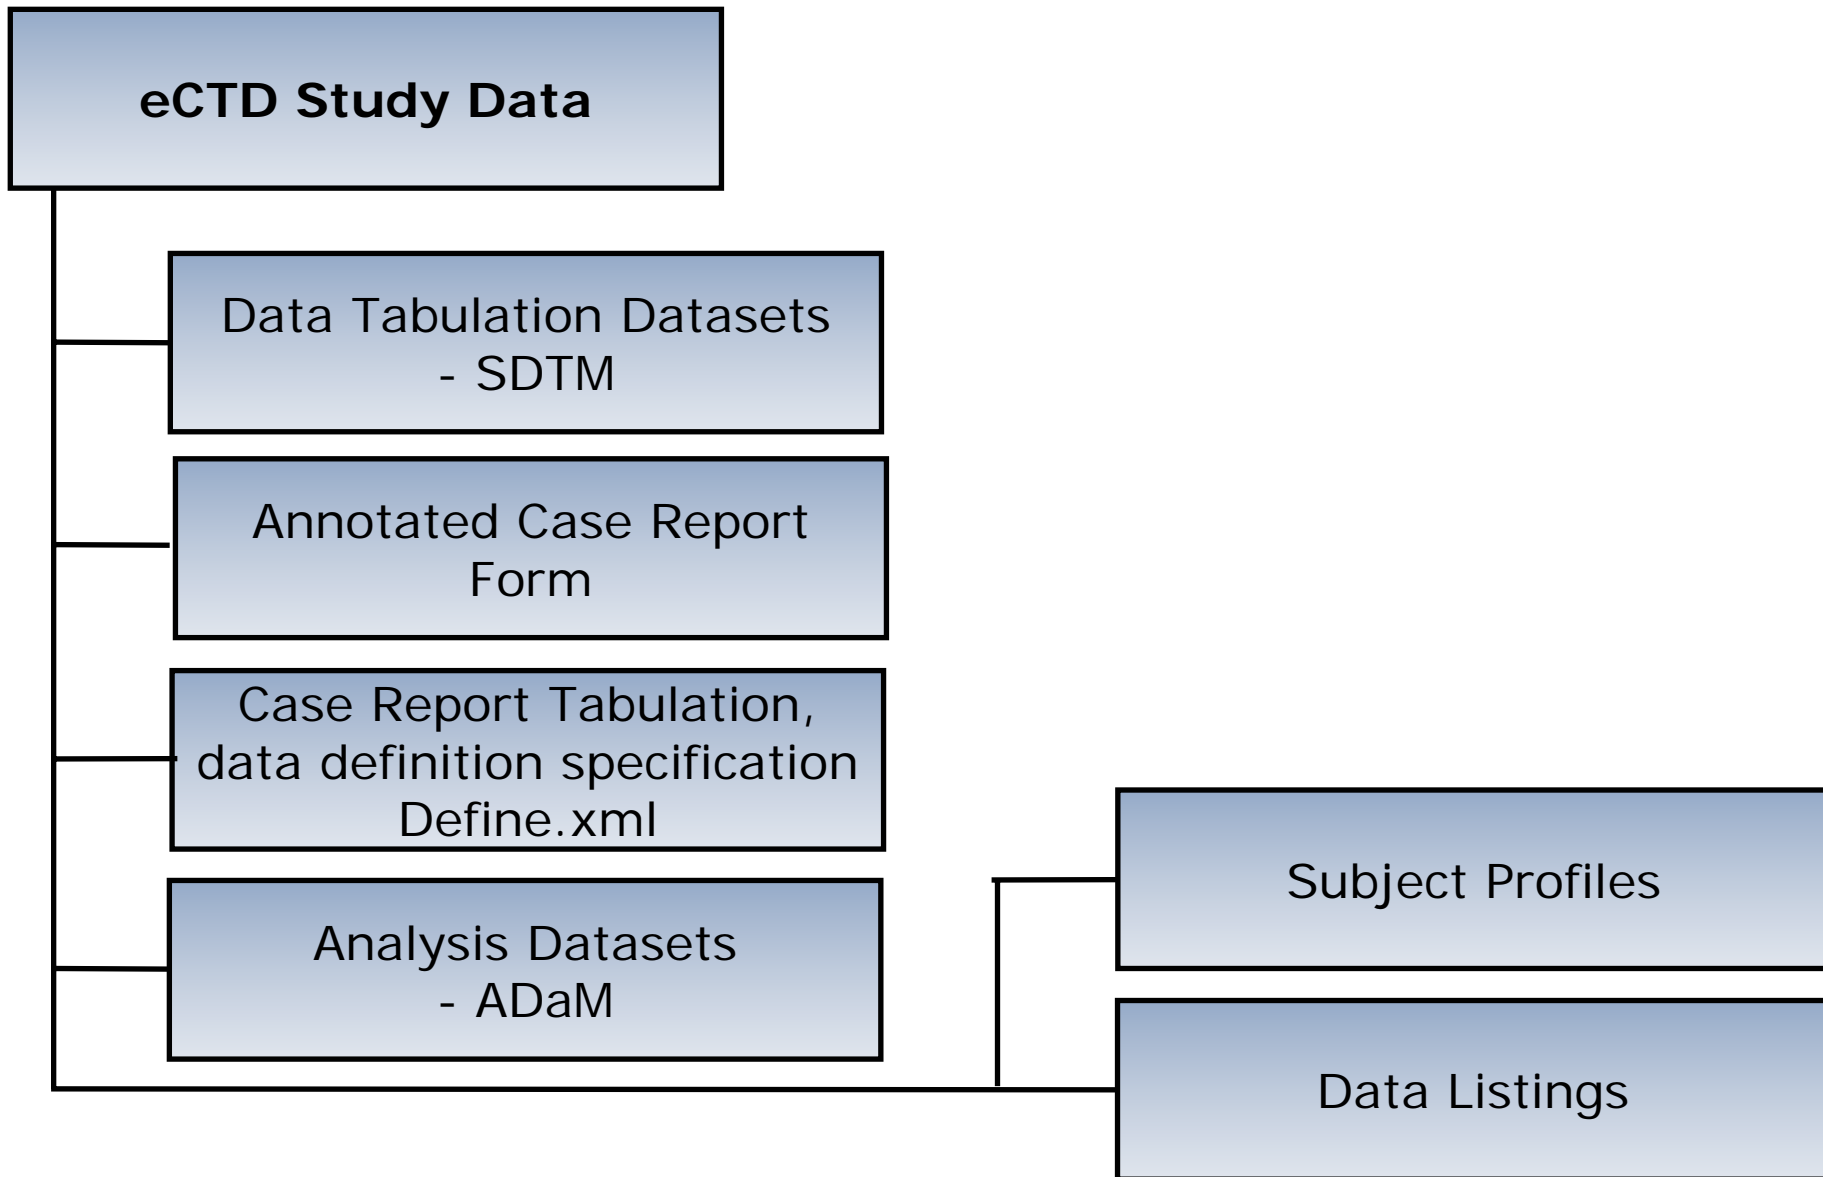 eCTD Study Data
Data Tabulation Datasets
- SDTM
Annotated Case Report
Form
Case Report Tabulation,
data definition specification
Define.xml
Analysis Datasets
- ADaM
Subject Profiles
Data Listings